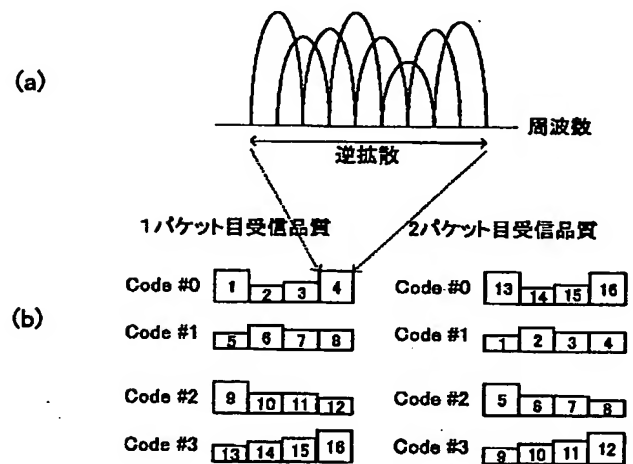 (a)
周波数
逆拡散
1パケット目受信品質 2パケット目受信品質
(b)
Code #0 1 2 3 4 Code #0 13 14 15 16
Code #1 5 6 7 8 Code #1 1 2 3 4
Code #2 9 10 11 12 Code #2 5 6 7 8
Code #3 13 14 15 16 Code #3 9 10 11 12